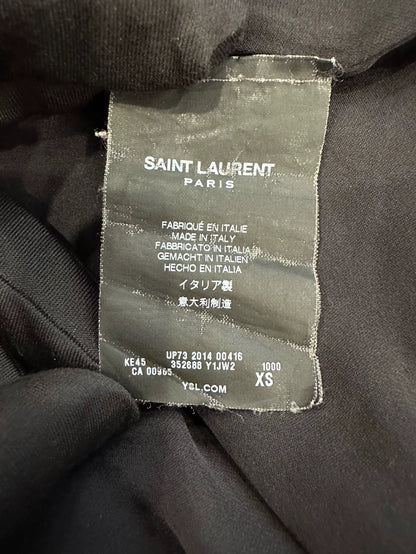 SAINT LAURENT
PARIS
FABRIQUÉ EN ITALIE
MADE IN ITALY
FABBRICATO IN ITALIA
GEMACHT IN ITALIEN
HECHO EN ITALIA
イタリア製
意大利制造
UP73 2014 00416
KE45 352688 Y1JW2 1000
CA 00965 XS
YSL.COM